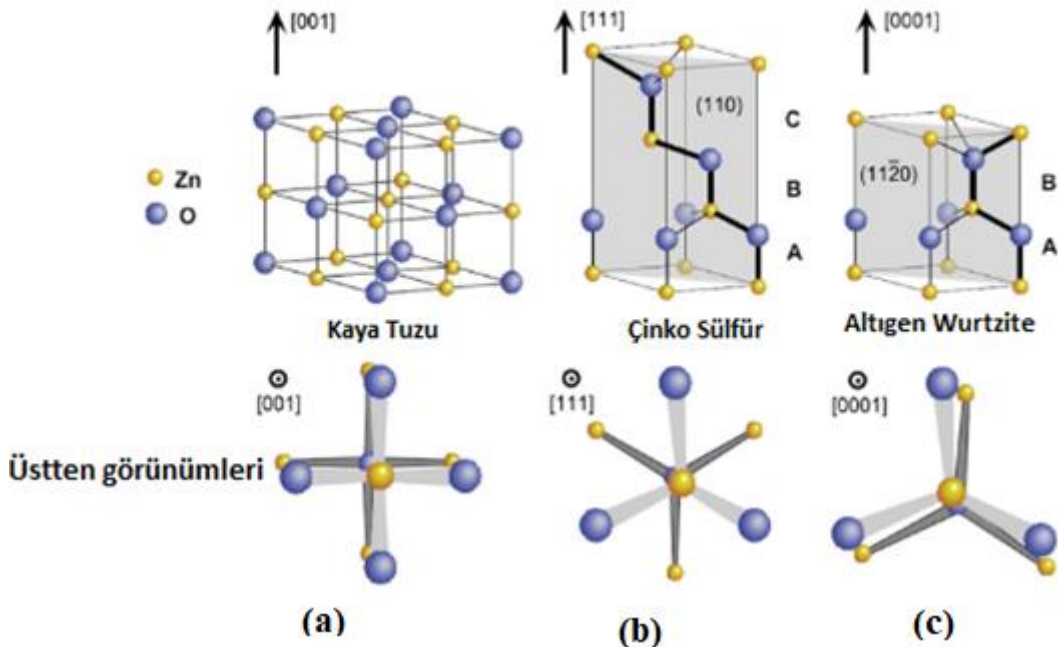 [001]
[111]
[0001]
Zn
O
(110)
C
B
A
(112̄0)
B
A
Kaya Tuzu
Çinko Sülfür
Altıgen Wurtzite
[001]
[111]
[0001]
Üstten görünümleri
(a)
(b)
(c)